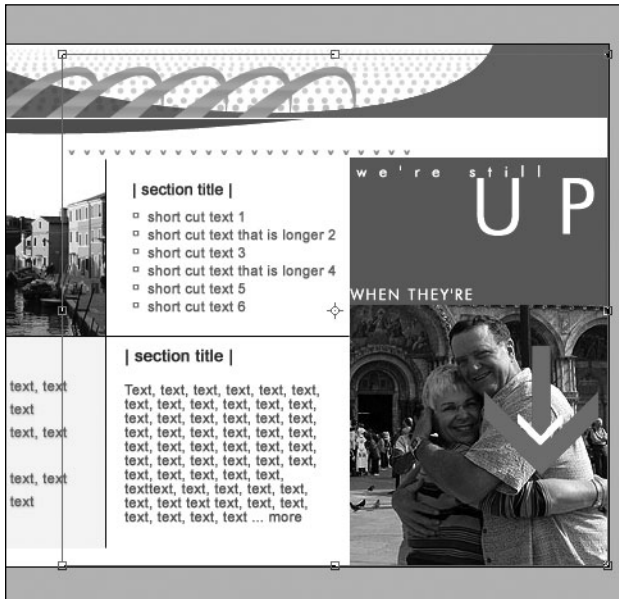 we're still
UP
WHEN THEY'RE
| section title |
short cut text 1
short cut text that is longer 2
short cut text 3
short cut text that is longer 4
short cut text 5
short cut text 6
text, text
text
text, text
text, text
text
| section title |
Text, text, text, text, text, text,
text, text, text, text, text, text,
text, text, text, text, text, text,
text, text, text, text, text, text,
text, text, text, text, text, text,
text, text, text, text, text, text,
text, text, text, text, text,
texttext, text, text, text, text,
text, text text text, text, text,
text, text, text, text ... more